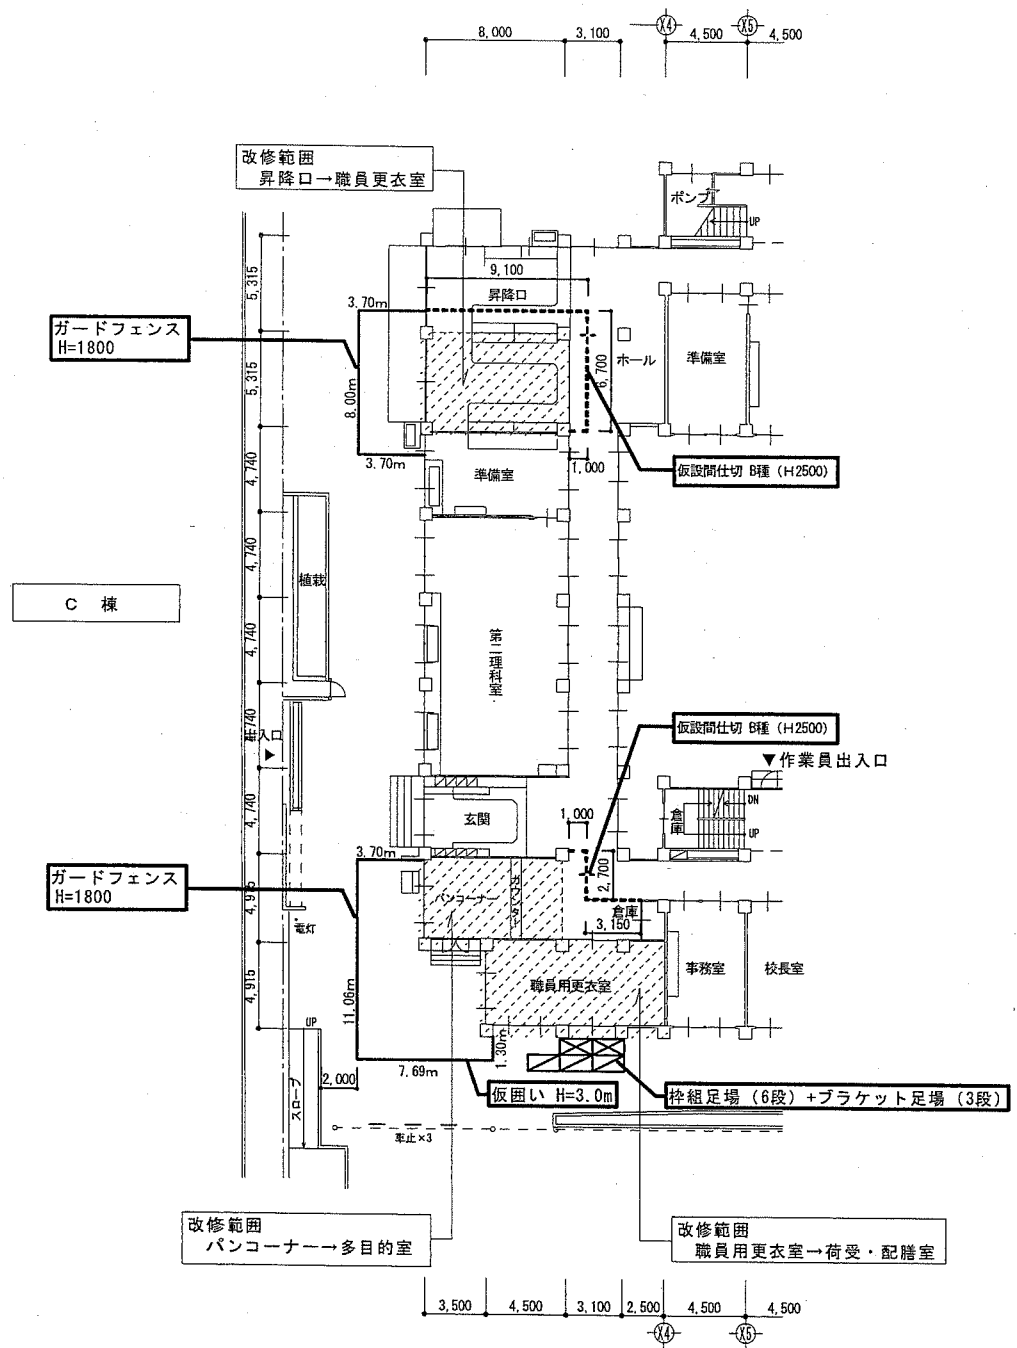 X4
X5
8,000
3,100
4,500
4,500
改修範囲
昇降口→職員更衣室
ポンプ
UP
5,315
9,100
昇降口
3.70m
ガードフェンス
H=1800
ホール
準備室
5,315
8.00m
6,700
3.70m
1,000
仮設間仕切 B種 (H2500)
準備室
4,740
4,740
植栽
C 棟
4,740
第二理科室
4,740
出入口
▼
仮設間仕切 B種 (H2500)
▼作業員出入口
4,740
玄関
1,000
倉庫
DN
UP
3.70m
ガードフェンス
H=1800
2,700
パンコーナー
カウンター
倉庫
3,150
4,915
電灯
事務室
校長室
職員用更衣室
4,915
11.06m
UP
1.30m
7.69m
2,000
スロープ
仮囲い H=3.0m
枠組足場 (6段) +ブラケット足場 (3段)
車止×3
改修範囲
パンコーナー→多目的室
改修範囲
職員用更衣室→荷受・配膳室
3,500
4,500
3,100
2,500
4,500
4,500
X4
X5